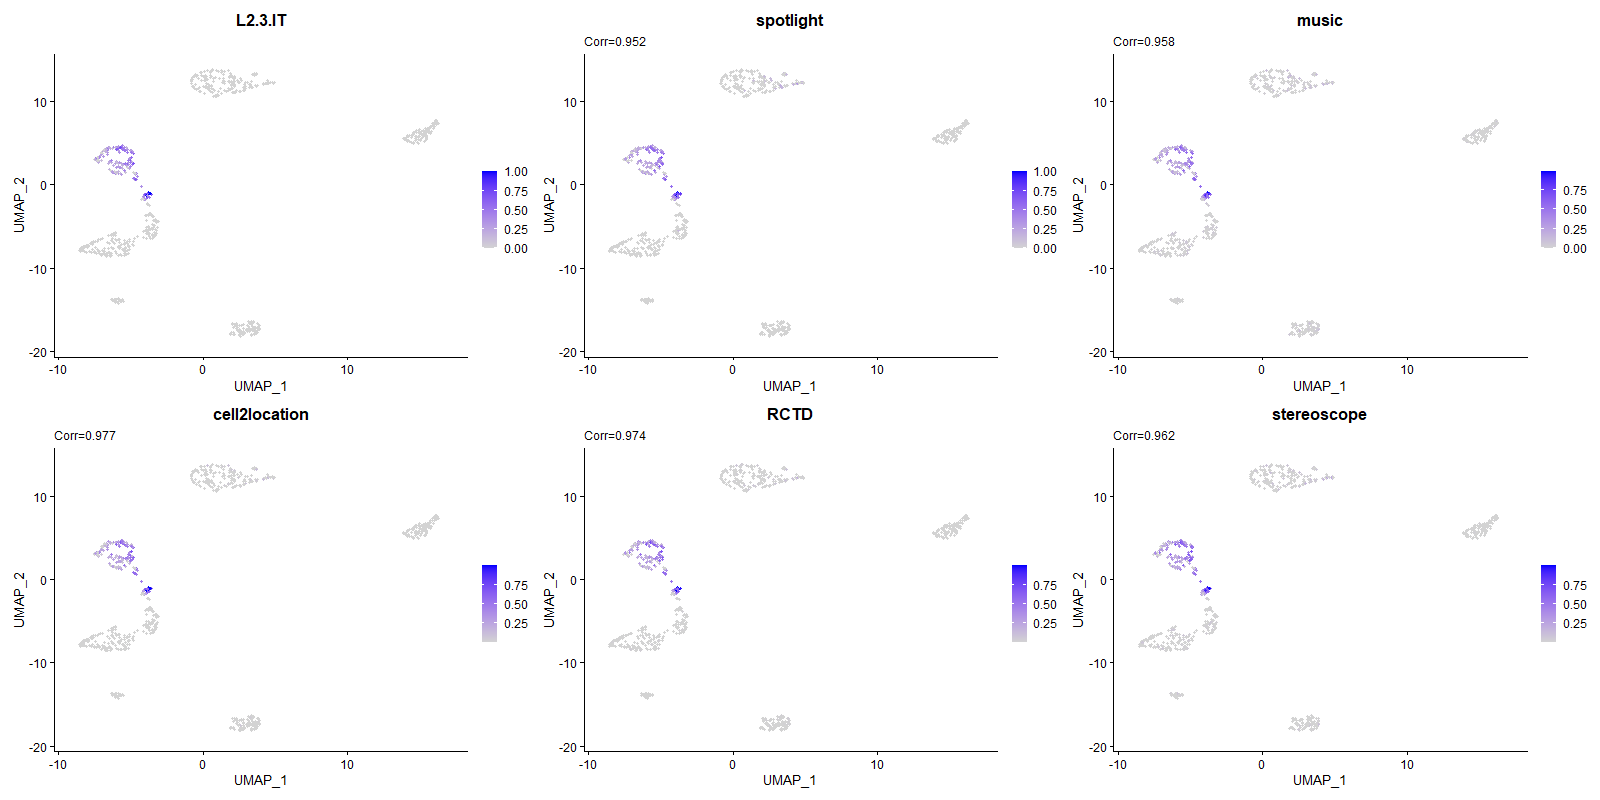 L2.3.IT
10
0
-10
-20
UMAP_2
-10 0 10
UMAP_1
1.00
0.75
0.50
0.25
0.00
spotlight
Corr=0.952
10
0
-10
-20
UMAP_2
-10 0 10
UMAP_1
1.00
0.75
0.50
0.25
0.00
music
Corr=0.958
10
0
-10
-20
UMAP_2
-10 0 10
UMAP_1
0.75
0.50
0.25
0.00
cell2location
Corr=0.977
10
0
-10
-20
UMAP_2
-10 0 10
UMAP_1
0.75
0.50
0.25
RCTD
Corr=0.974
10
0
-10
-20
UMAP_2
-10 0 10
UMAP_1
0.75
0.50
0.25
stereoscope
Corr=0.962
10
0
-10
-20
UMAP_2
-10 0 10
UMAP_1
0.75
0.50
0.25